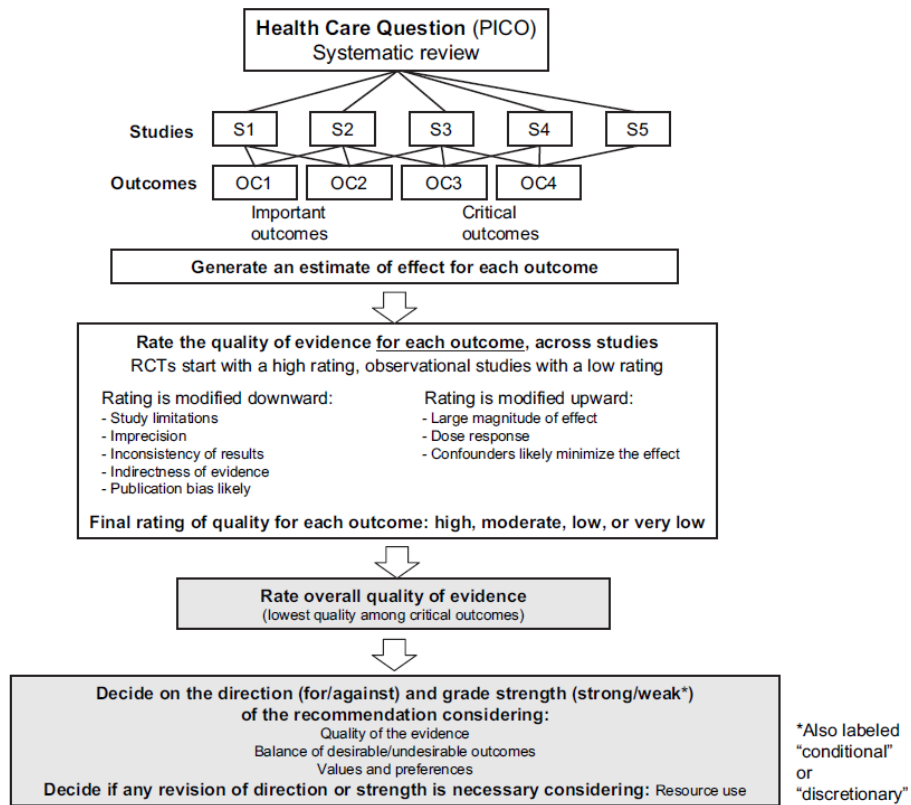 Health Care Question (PICO)
Systematic review
Studies
S1
S2
S3
S4
S5
Outcomes
OC1
OC2
OC3
OC4
Important
outcomes
Critical
outcomes
Generate an estimate of effect for each outcome
Rate the quality of evidence for each outcome, across studies
RCTs start with a high rating, observational studies with a low rating
Rating is modified downward:
- Study limitations
- Imprecision
- Inconsistency of results
- Indirectness of evidence
- Publication bias likely
Rating is modified upward:
- Large magnitude of effect
- Dose response
- Confounders likely minimize the effect
Final rating of quality for each outcome: high, moderate, low, or very low
Rate overall quality of evidence
(lowest quality among critical outcomes)
Decide on the direction (for/against) and grade strength (strong/weak*)
of the recommendation considering:
Quality of the evidence
Balance of desirable/undesirable outcomes
Values and preferences
Decide if any revision of direction or strength is necessary considering: Resource use
*Also labeled
“conditional”
or
“discretionary”